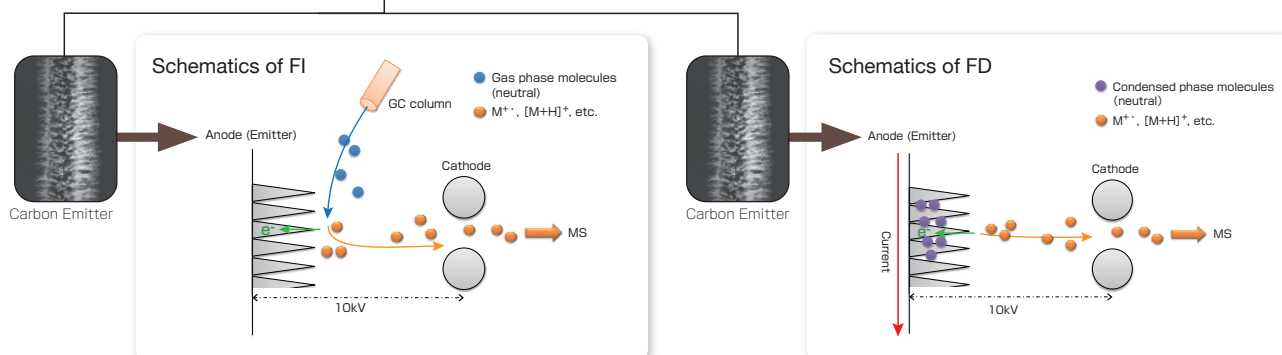 Schematics of FI
Gas phase molecules
(neutral)
M⁺˙, [M+H]⁺, etc.
GC column
Anode (Emitter)
Cathode
e⁻
MS
10kV
Carbon Emitter
Schematics of FD
Condensed phase molecules
(neutral)
M⁺˙, [M+H]⁺, etc.
Anode (Emitter)
Cathode
e⁻
Current
MS
10kV
Carbon Emitter